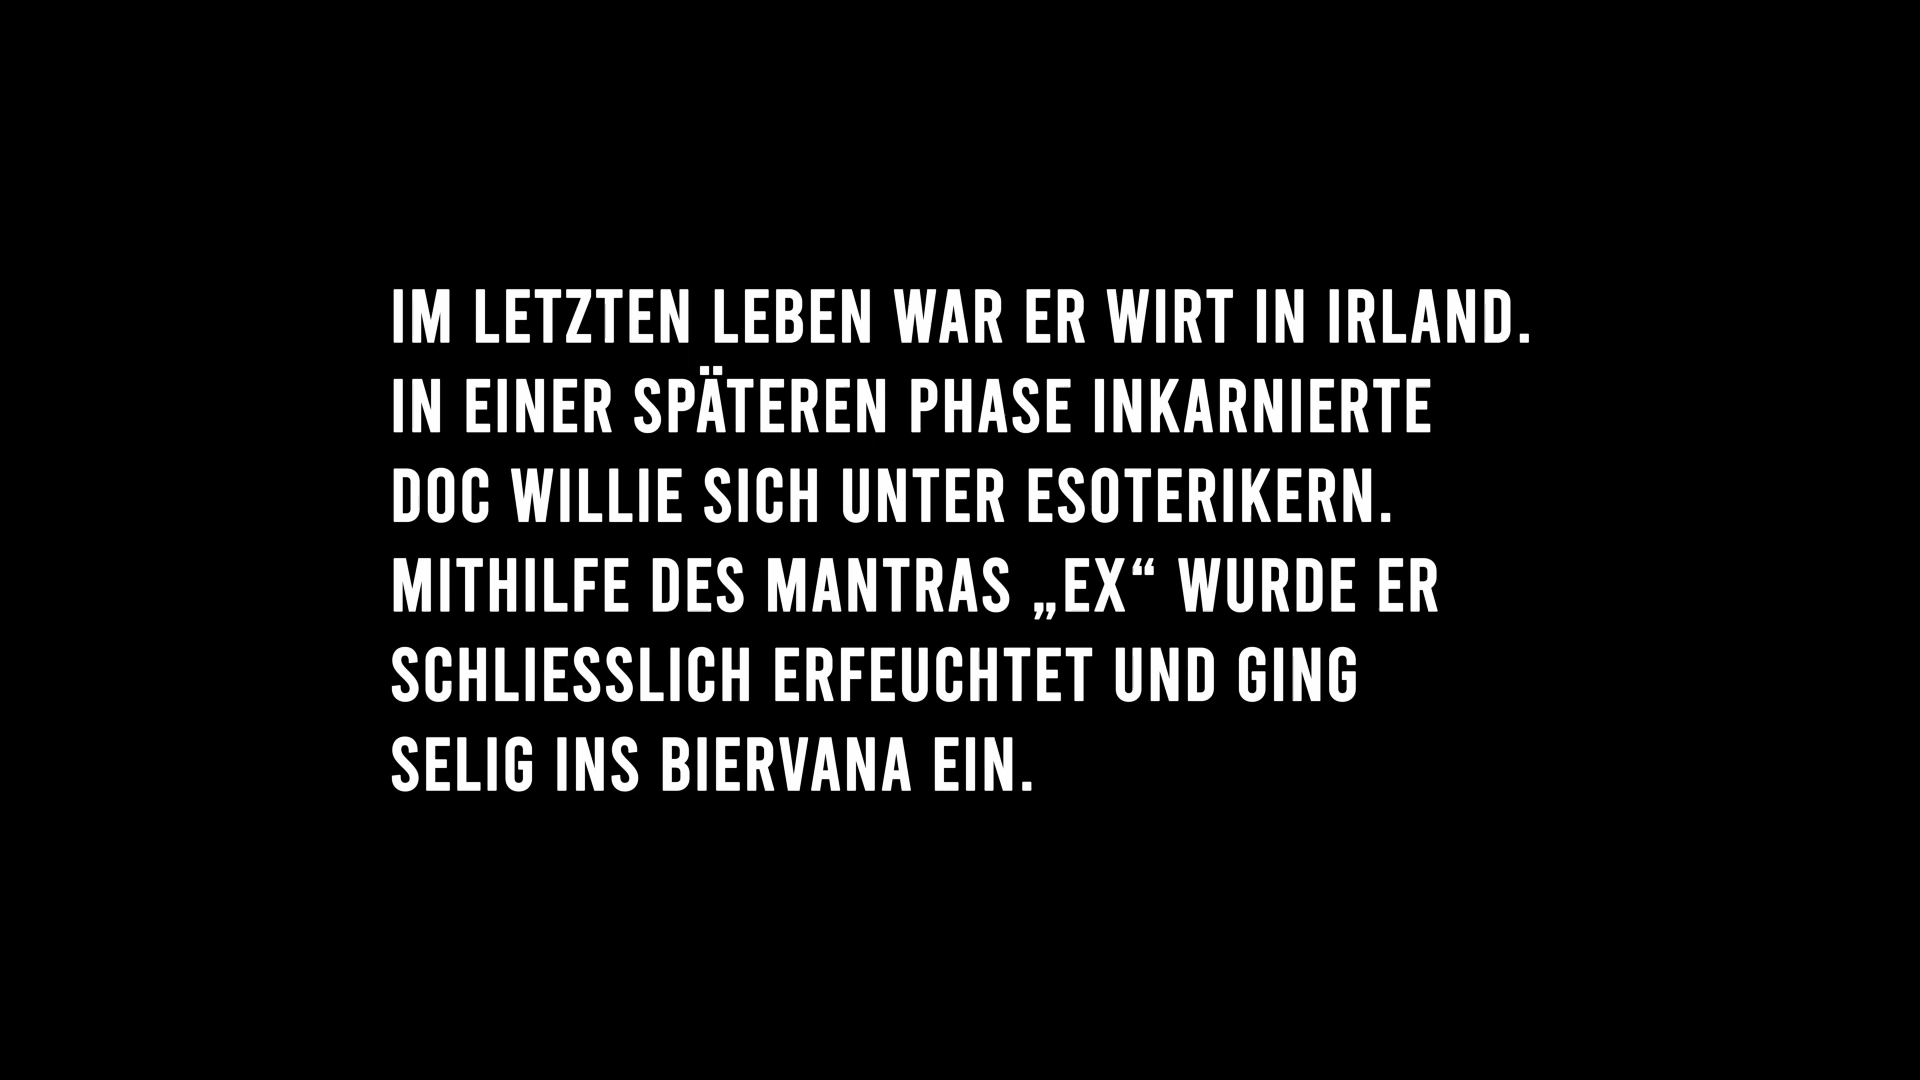 IM LETZTEN LEBEN WAR ER WIRT IN IRLAND.
IN EINER SPÄTEREN PHASE INKARNIERTE
DOC WILLIE SICH UNTER ESOTERIKERN.
MITHILFE DES MANTRAS „EX“ WURDE ER
SCHLIESSLICH ERFEUCHTET UND GING
SELIG INS BIERVANA EIN.